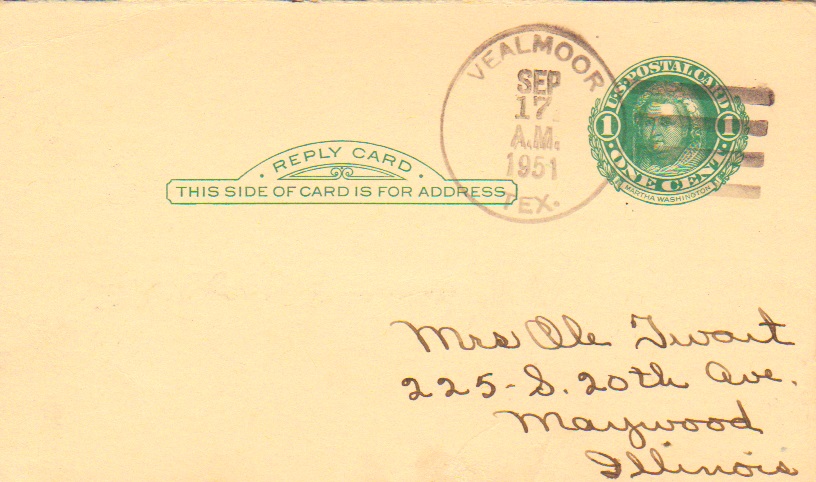 VEALMOOR
SEP
17
A.M.
1951
TEX.
U.S. POSTAL CARD
1 1
· ONE CENT ·
MARTHA WASHINGTON
· REPLY CARD ·
THIS SIDE OF CARD IS FOR ADDRESS
Mrs Ole Twait
225 - S. 20th Ave.
Maywood
Illinois